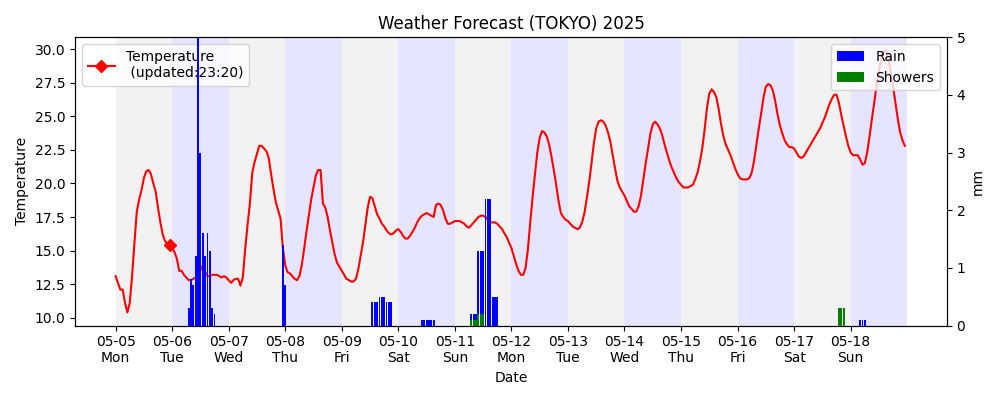 Weather Forecast (TOKYO) 2025
Temperature
(updated:23:20)
Rain
Showers
30.0
27.5
25.0
22.5
20.0
17.5
15.0
12.5
10.0
Temperature
5
4
3
2
1
0
mm
05-05 05-06 05-07 05-08 05-09 05-10 05-11 05-12 05-13 05-14 05-15 05-16 05-17 05-18
Mon Tue Wed Thu Fri Sat Sun Mon Tue Wed Thu Fri Sat Sun
Date